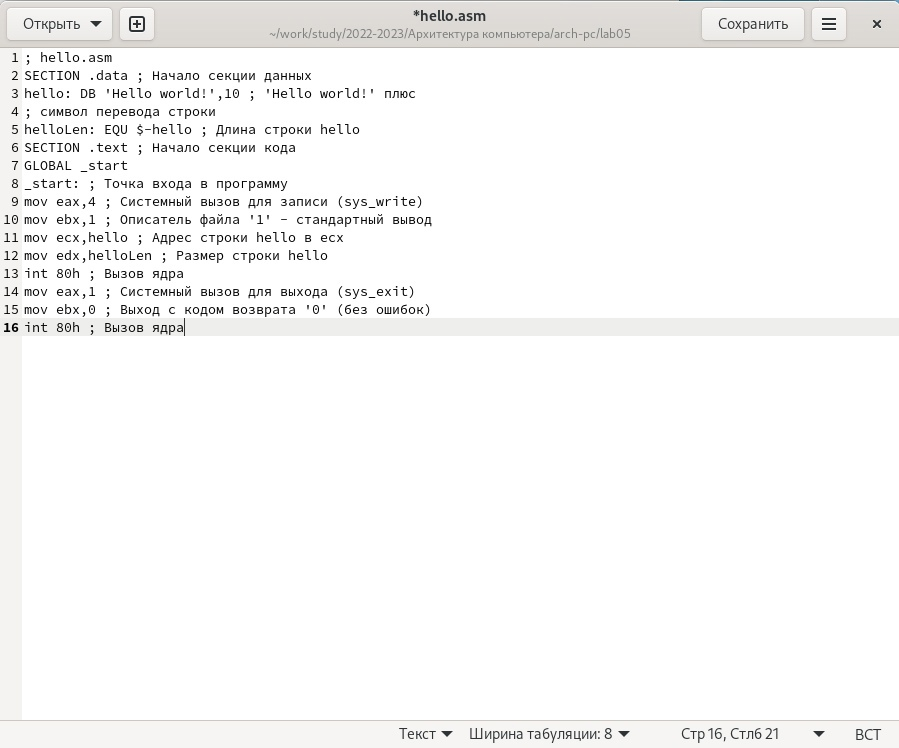 Открыть
*hello.asm
~/work/study/2022-2023/Архитектура компьютера/arch-pc/lab05
Сохранить
1 ; hello.asm
2 SECTION .data ; Начало секции данных
3 hello: DB 'Hello world!',10 ; 'Hello world!' плюс
4 ; символ перевода строки
5 helloLen: EQU $-hello ; Длина строки hello
6 SECTION .text ; Начало секции кода
7 GLOBAL _start
8 _start: ; Точка входа в программу
9 mov eax,4 ; Системный вызов для записи (sys_write)
10 mov ebx,1 ; Описатель файла '1' - стандартный вывод
11 mov ecx,hello ; Адрес строки hello в ecx
12 mov edx,helloLen ; Размер строки hello
13 int 80h ; Вызов ядра
14 mov eax,1 ; Системный вызов для выхода (sys_exit)
15 mov ebx,0 ; Выход с кодом возврата '0' (без ошибок)
16 int 80h ; Вызов ядра
Текст Ширина табуляции: 8 Стр 16, Стлб 21 ВСТ